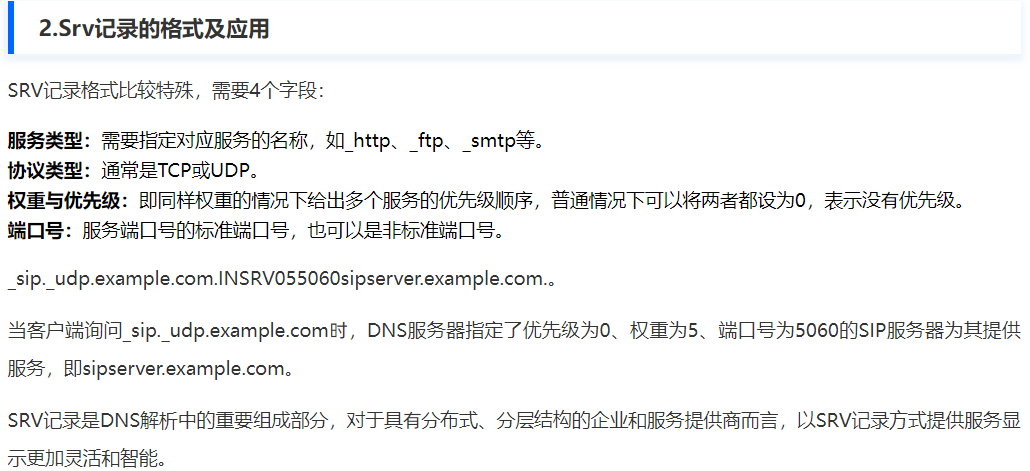 2.Srv记录的格式及应用
SRV记录格式比较特殊，需要4个字段：
服务类型：需要指定对应服务的名称，如_http、_ftp、_smtp等。
协议类型：通常是TCP或UDP。
权重与优先级：即同样权重的情况下给出多个服务的优先级顺序，普通情况下可以将两者都设为0，表示没有优先级。
端口号：服务端口号的标准端口号，也可以是非标准端口号。
_sip._udp.example.com.INSRV055060sipserver.example.com.。
当客户端询问_sip._udp.example.com时，DNS服务器指定了优先级为0、权重为5、端口号为5060的SIP服务器为其提供
服务，即sipserver.example.com。
SRV记录是DNS解析中的重要组成部分，对于具有分布式、分层结构的企业和服务提供商而言，以SRV记录方式提供服务显
示更加灵活和智能。